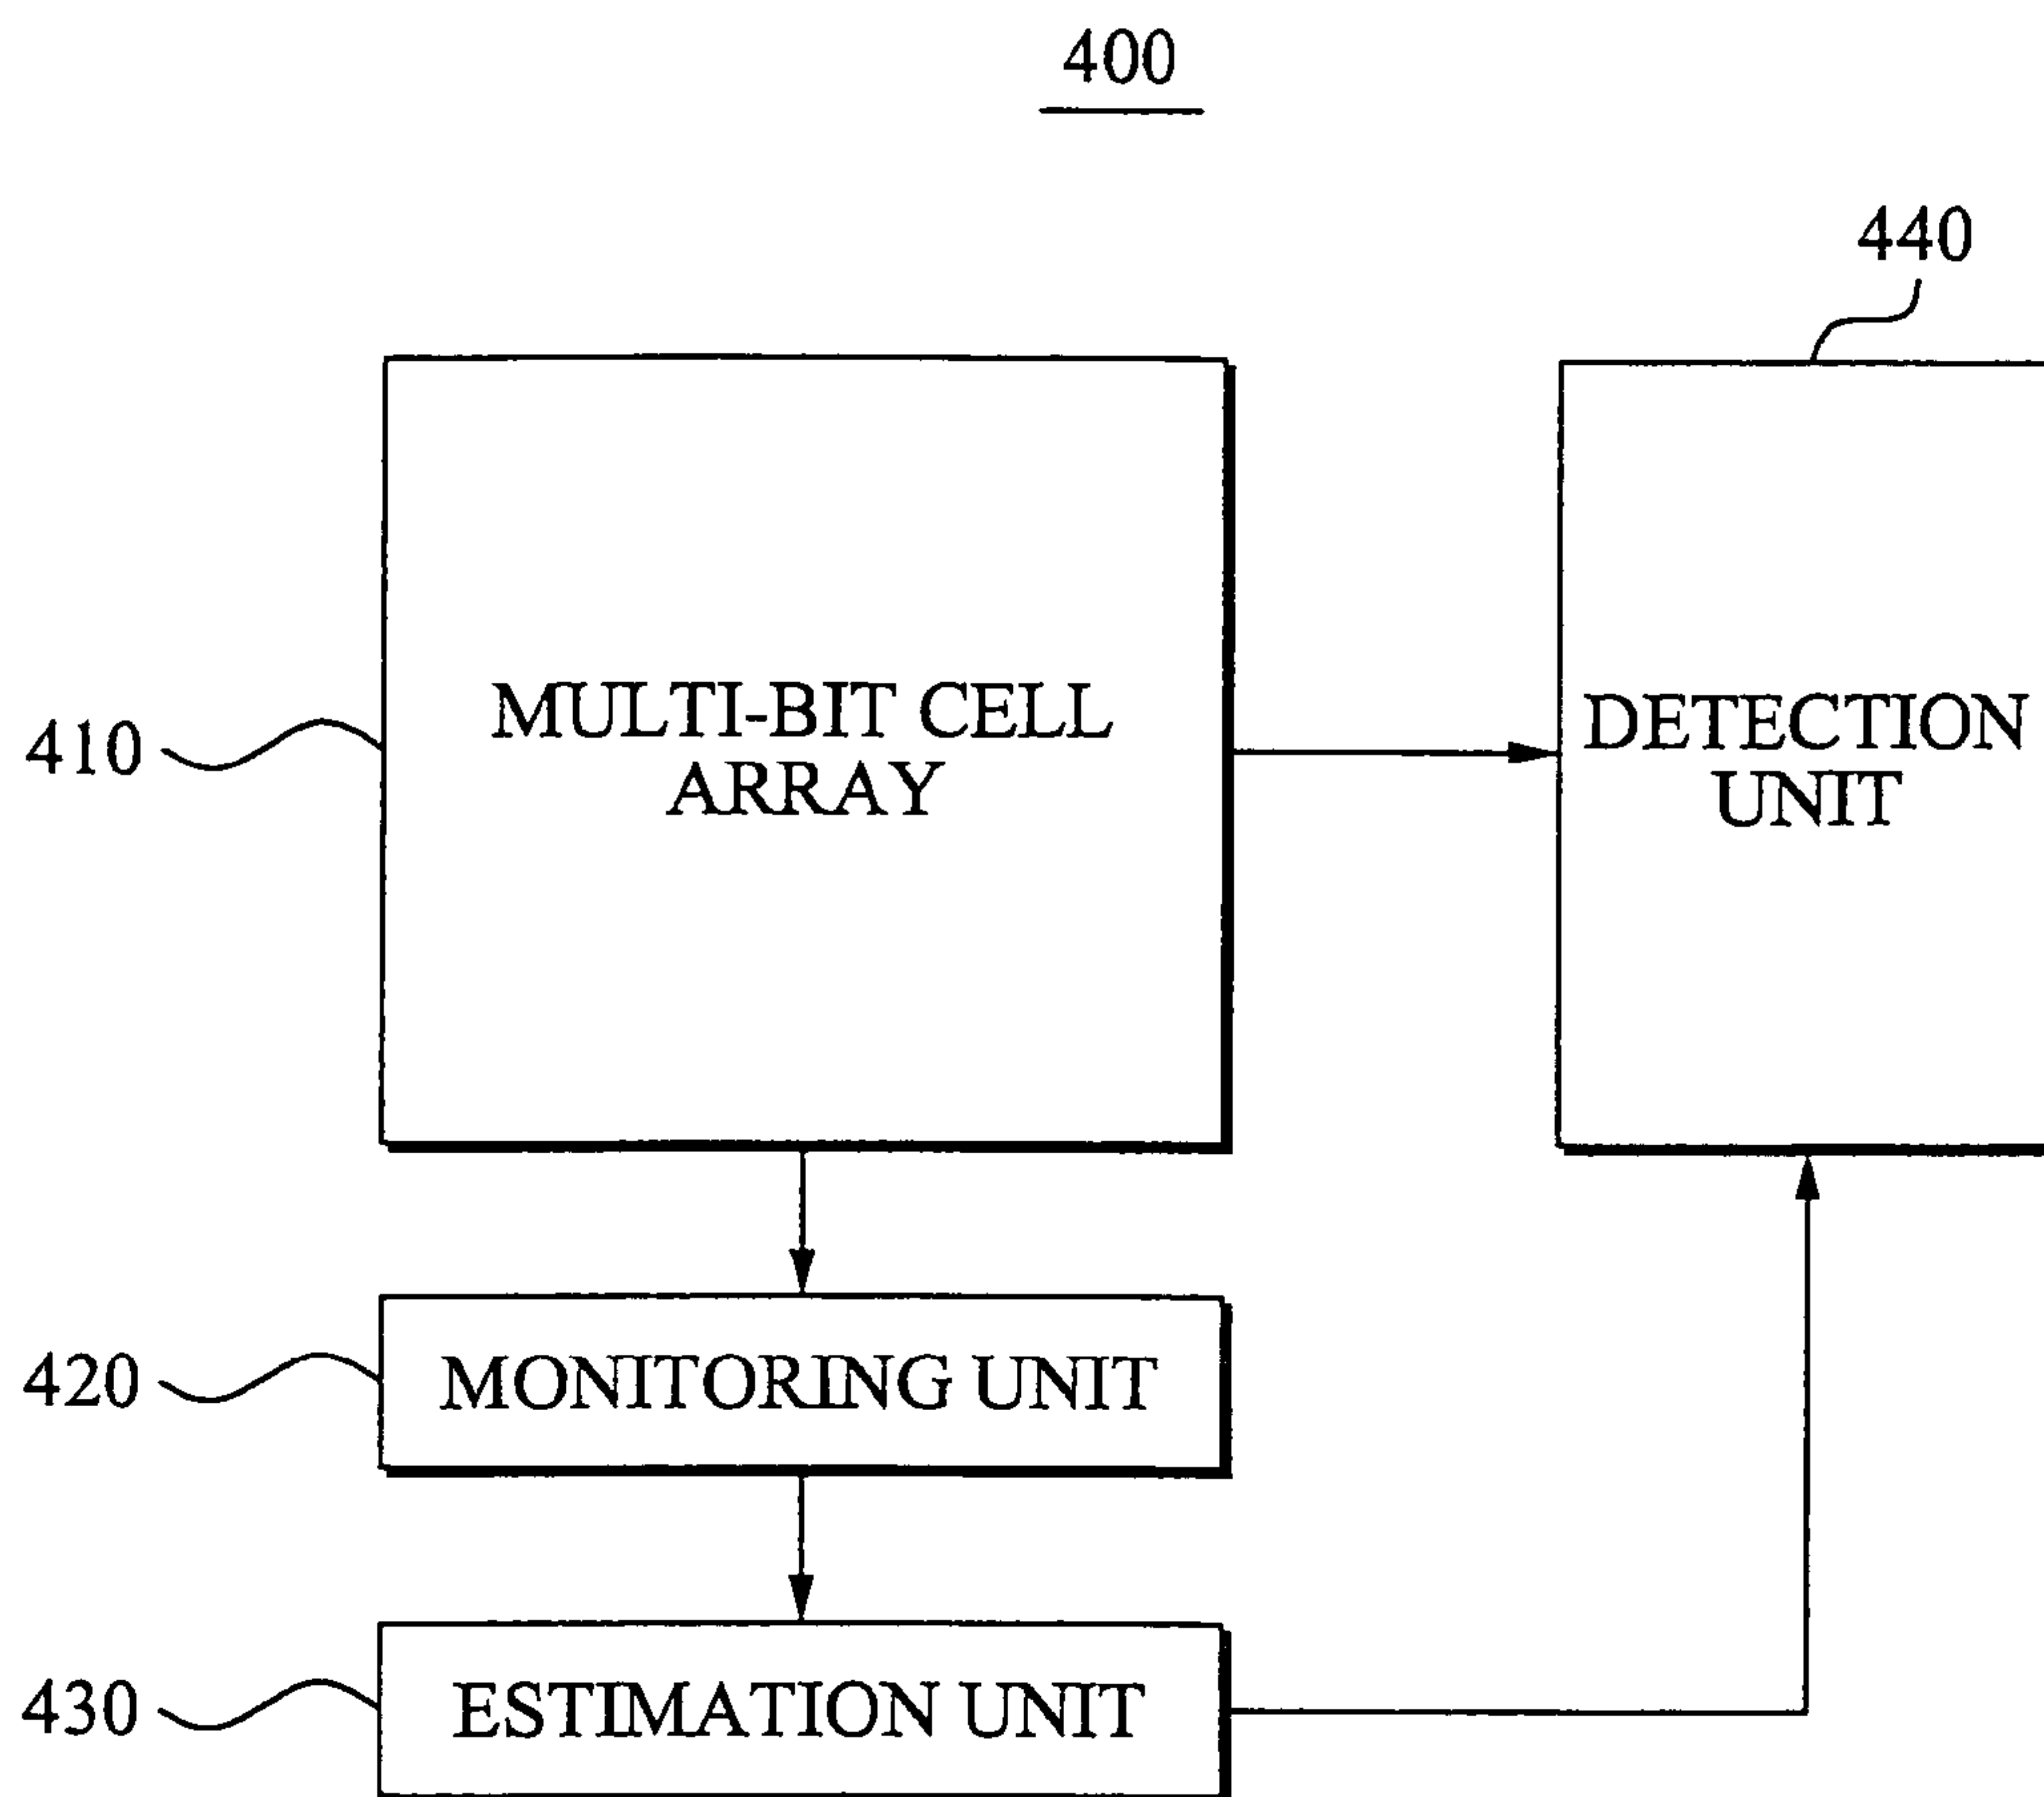 400
440
410
MULTI-BIT CELL
ARRAY
DETECTION
UNIT
420
MONITORING UNIT
430
ESTIMATION UNIT